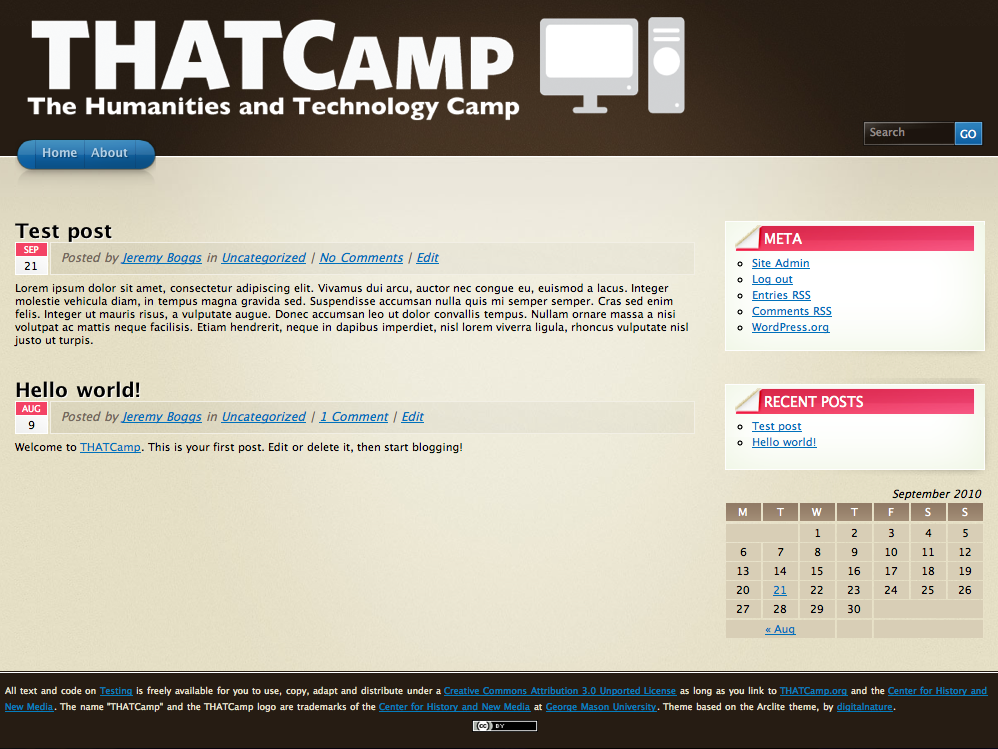 THATCAMP
The Humanities and Technology Camp
Search GO
Home About
Test post
SEP
21
Posted by Jeremy Boggs in Uncategorized | No Comments | Edit
Lorem ipsum dolor sit amet, consectetur adipiscing elit. Vivamus dui arcu, auctor nec congue eu, euismod a lacus. Integer
molestie vehicula diam, in tempus magna gravida sed. Suspendisse accumsan nulla quis mi semper semper. Cras sed enim
felis. Integer ut mauris risus, a vulputate augue. Donec accumsan leo ut dolor convallis tempus. Nullam ornare massa a nisi
volutpat ac mattis neque facilisis. Etiam hendrerit, neque in dapibus imperdiet, nisl lorem viverra ligula, rhoncus vulputate nisl
justo ut turpis.
Hello world!
AUG
9
Posted by Jeremy Boggs in Uncategorized | 1 Comment | Edit
Welcome to THATCamp. This is your first post. Edit or delete it, then start blogging!
META
Site Admin
Log out
Entries RSS
Comments RSS
WordPress.org
RECENT POSTS
Test post
Hello world!
September 2010
M T W T F S S
1 2 3 4 5
6 7 8 9 10 11 12
13 14 15 16 17 18 19
20 21 22 23 24 25 26
27 28 29 30
« Aug
All text and code on Testing is freely available for you to use, copy, adapt and distribute under a Creative Commons Attribution 3.0 Unported License as long as you link to THATCamp.org and the Center for History and
New Media. The name "THATCamp" and the THATCamp logo are trademarks of the Center for History and New Media at George Mason University. Theme based on the Arclite theme, by digitalnature.
cc BY